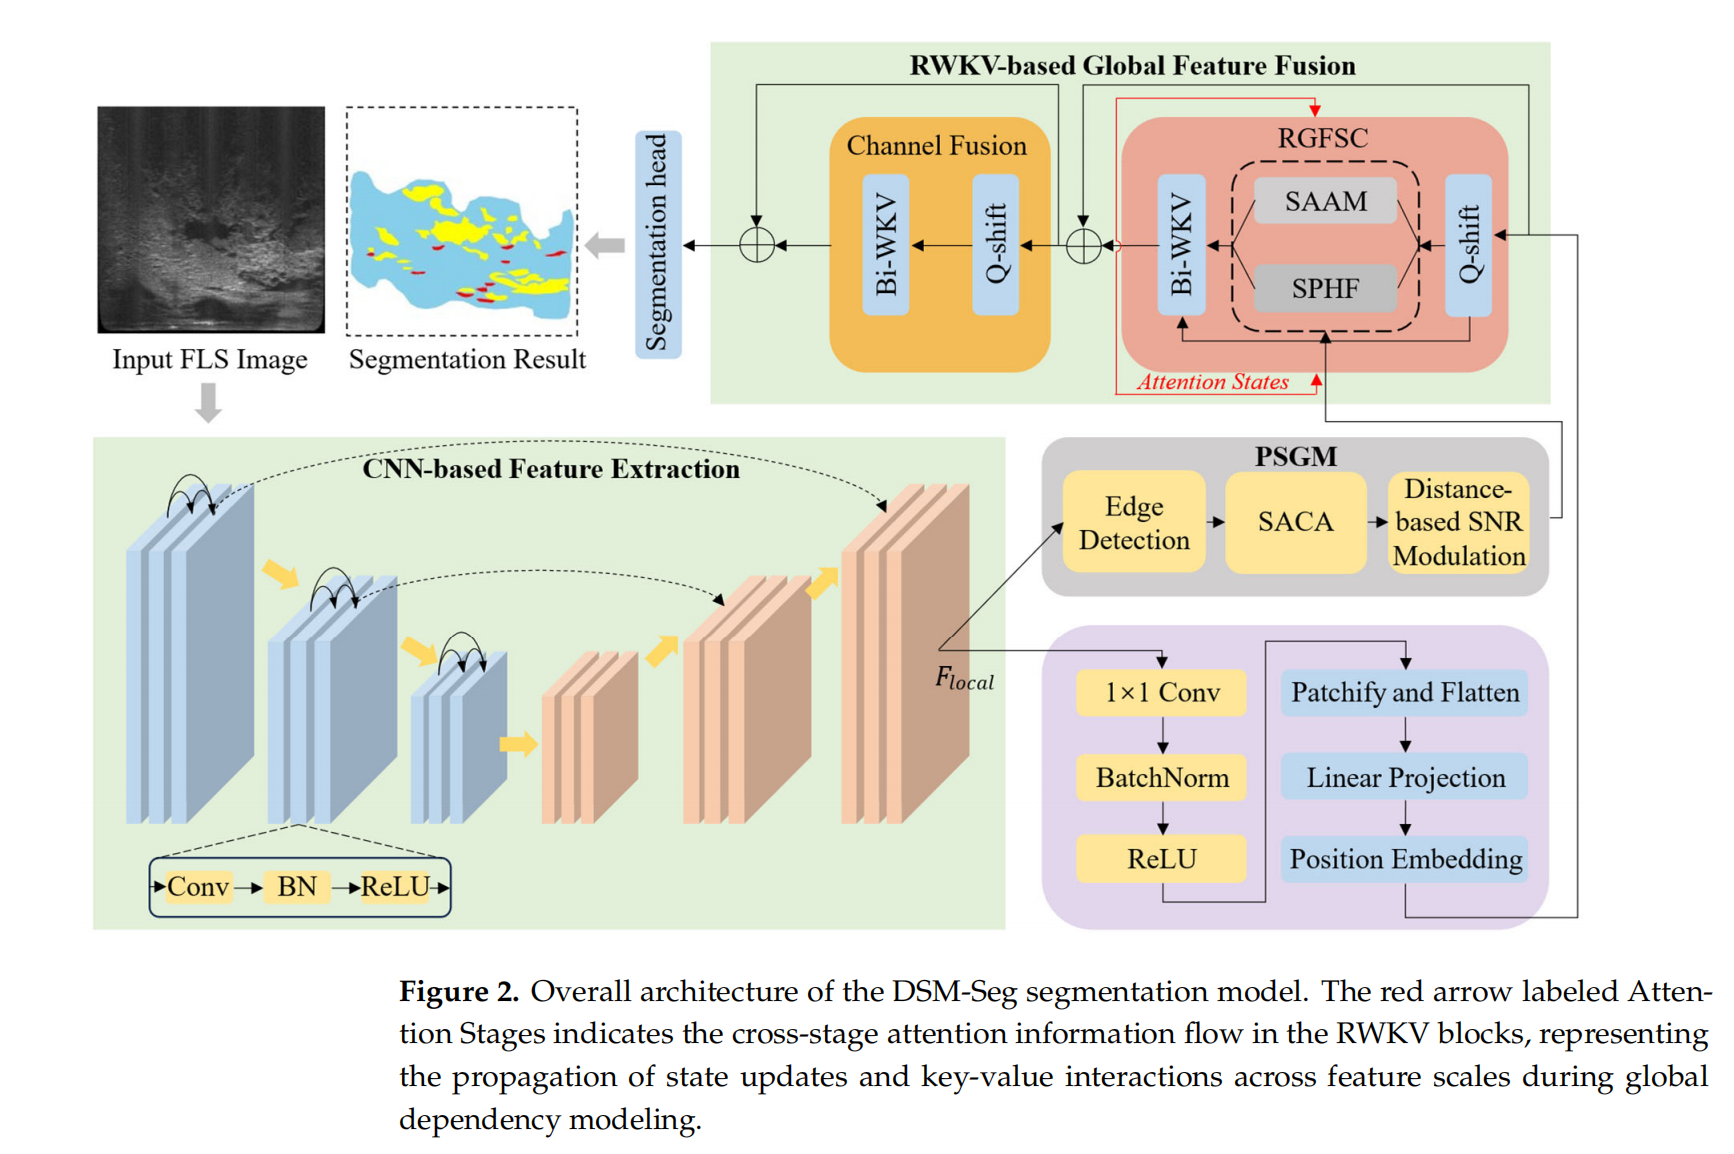 RWKV-based Global Feature Fusion
Channel Fusion
Bi-WKV
Q-shift
RGFSC
Bi-WKV
SAAM
SPHF
Q-shift
Attention States
Segmentation head
Input FLS Image
Segmentation Result
CNN-based Feature Extraction
Conv
BN
ReLU
F_local
PSGM
Edge
Detection
SACA
Distance-
based SNR
Modulation
1×1 Conv
BatchNorm
ReLU
Patchify and Flatten
Linear Projection
Position Embedding
Figure 2. Overall architecture of the DSM-Seg segmentation model. The red arrow labeled Atten-
tion Stages indicates the cross-stage attention information flow in the RWKV blocks, representing
the propagation of state updates and key-value interactions across feature scales during global
dependency modeling.